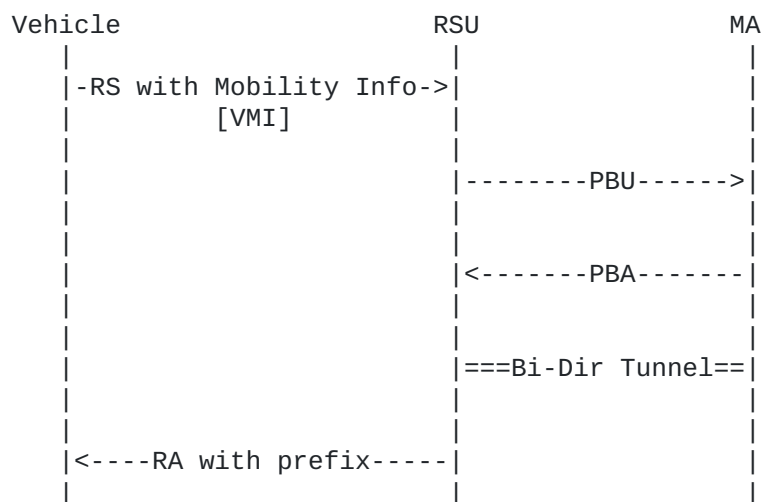 Vehicle RSU MA
-RS with Mobility Info->
[VMI]
--------PBU------>
<-------PBA-------
===Bi-Dir Tunnel==
<----RA with prefix-----